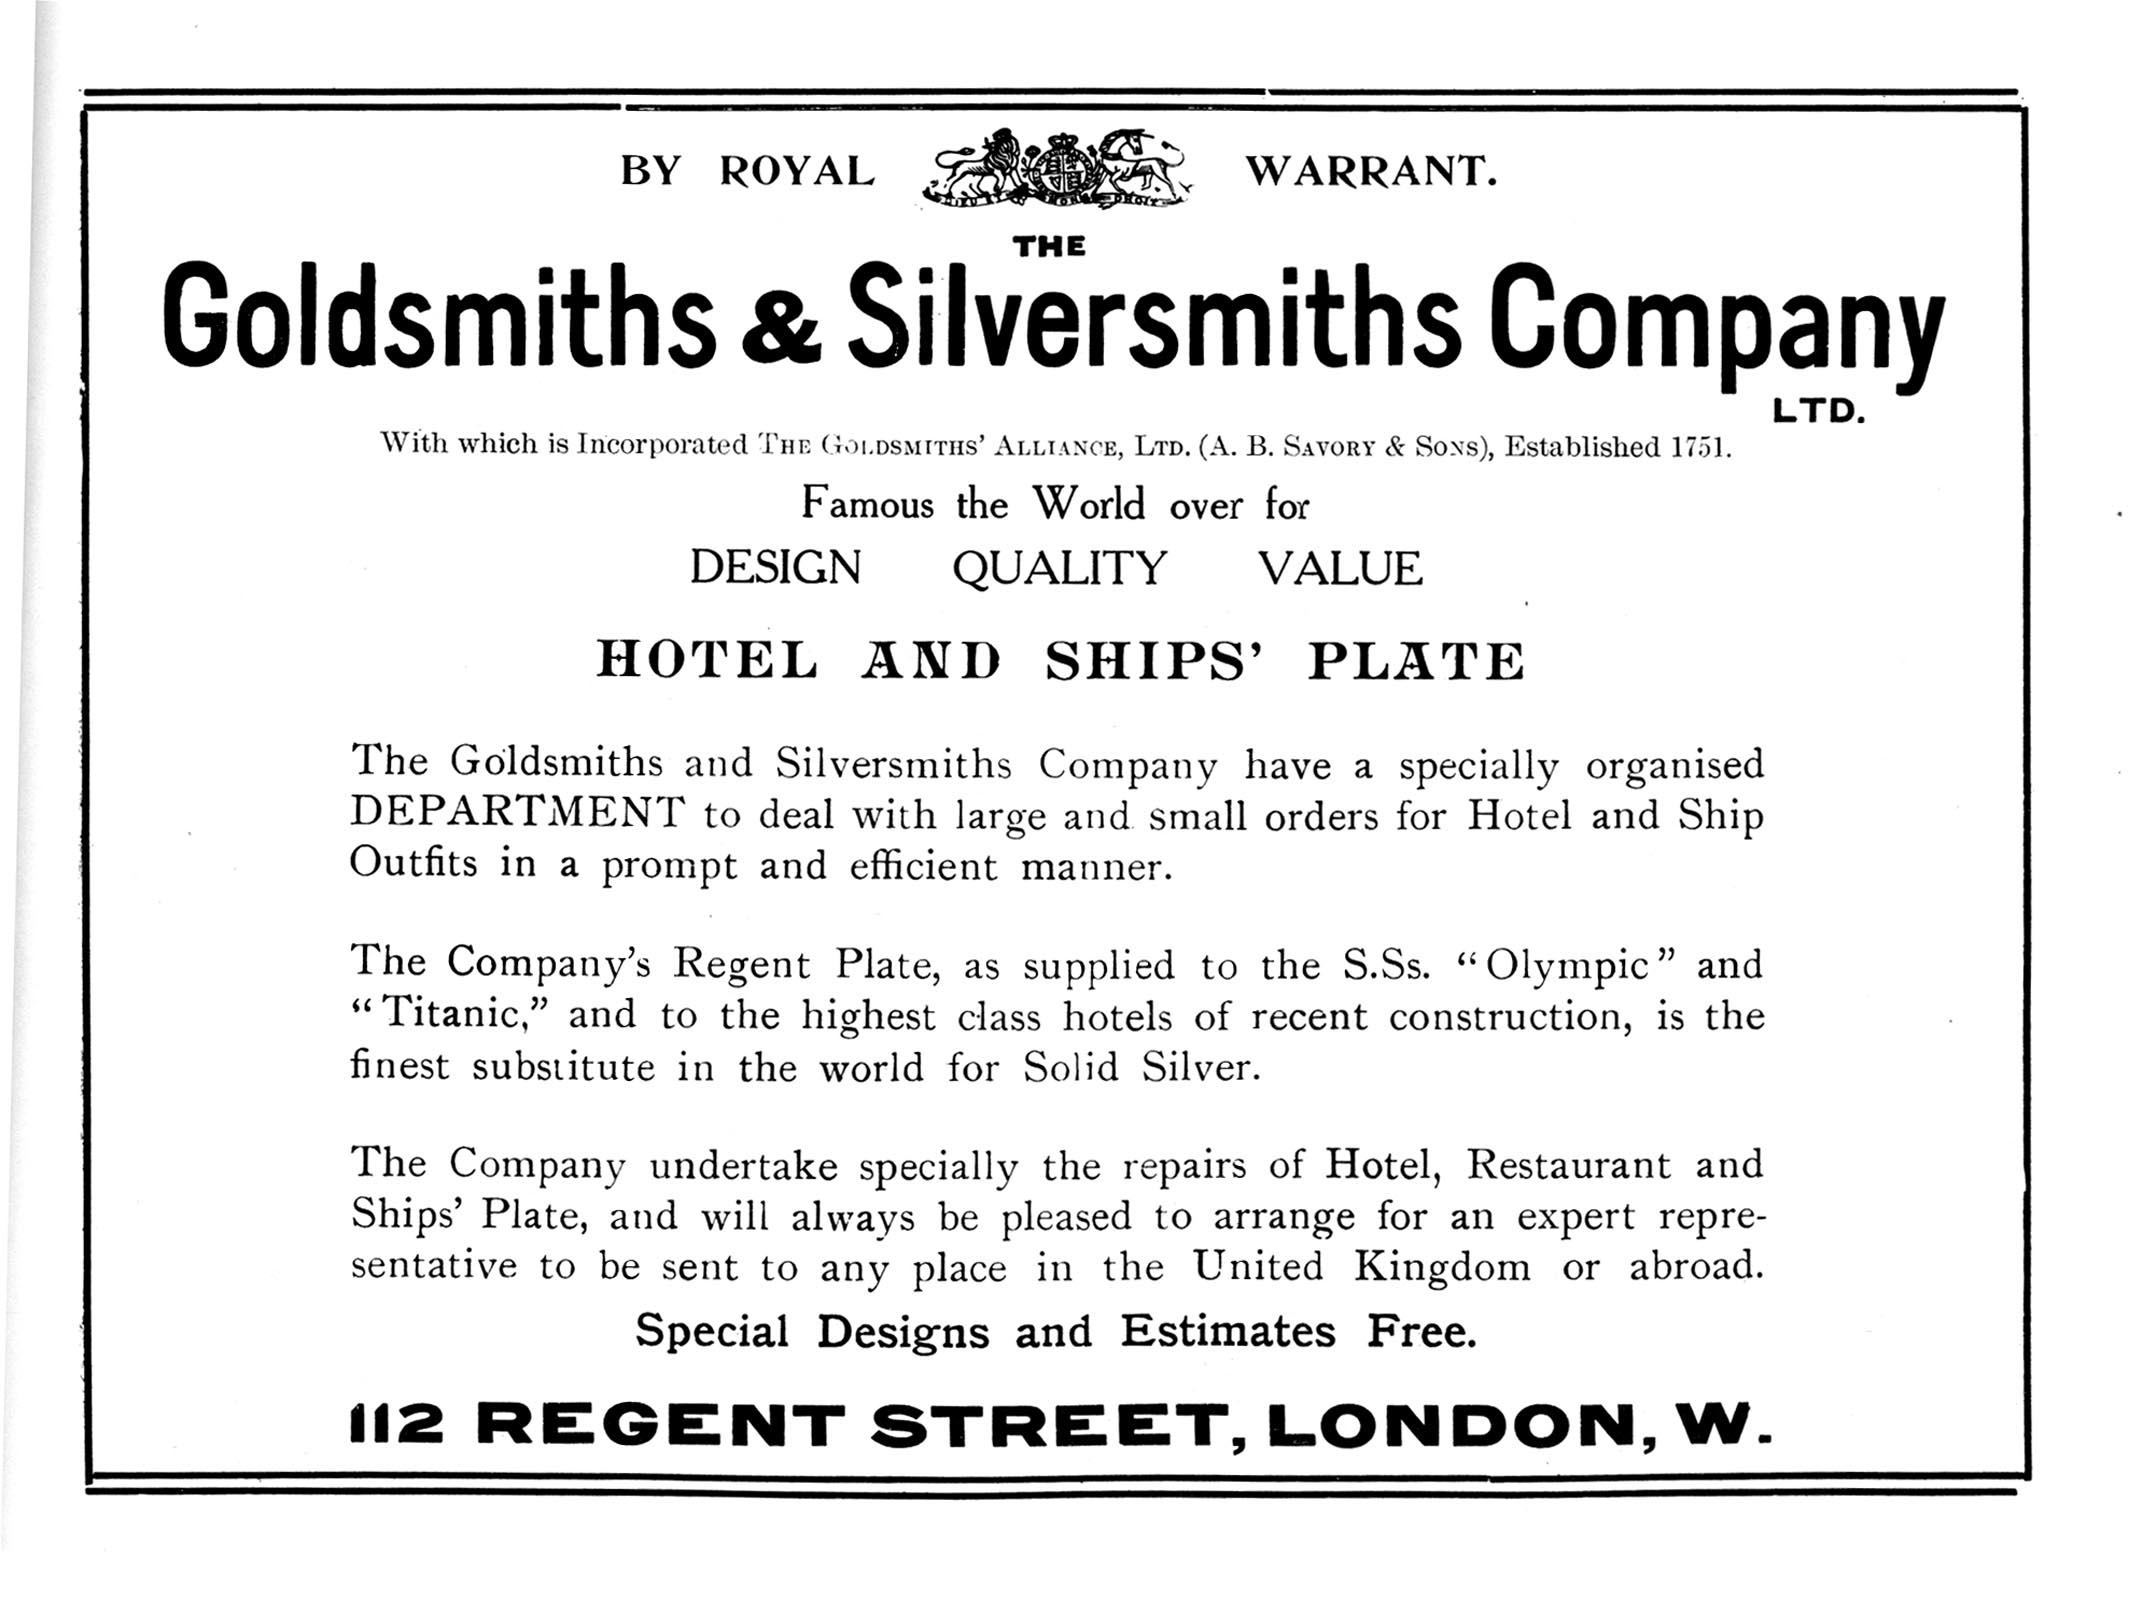 BY ROYAL WARRANT.
DIEU ET MON DROIT
THE
Goldsmiths & Silversmiths Company
LTD.
With which is Incorporated THE GOLDSMITHS' ALLIANCE, LTD. (A. B. SAVORY & SONS), Established 1751.
Famous the World over for
DESIGN QUALITY VALUE
HOTEL AND SHIPS' PLATE
The Goldsmiths and Silversmiths Company have a specially organised
DEPARTMENT to deal with large and small orders for Hotel and Ship
Outfits in a prompt and efficient manner.
The Company's Regent Plate, as supplied to the S.Ss. “Olympic” and
“Titanic,” and to the highest class hotels of recent construction, is the
finest substitute in the world for Solid Silver.
The Company undertake specially the repairs of Hotel, Restaurant and
Ships' Plate, and will always be pleased to arrange for an expert repre-
sentative to be sent to any place in the United Kingdom or abroad.
Special Designs and Estimates Free.
112 REGENT STREET, LONDON, W.